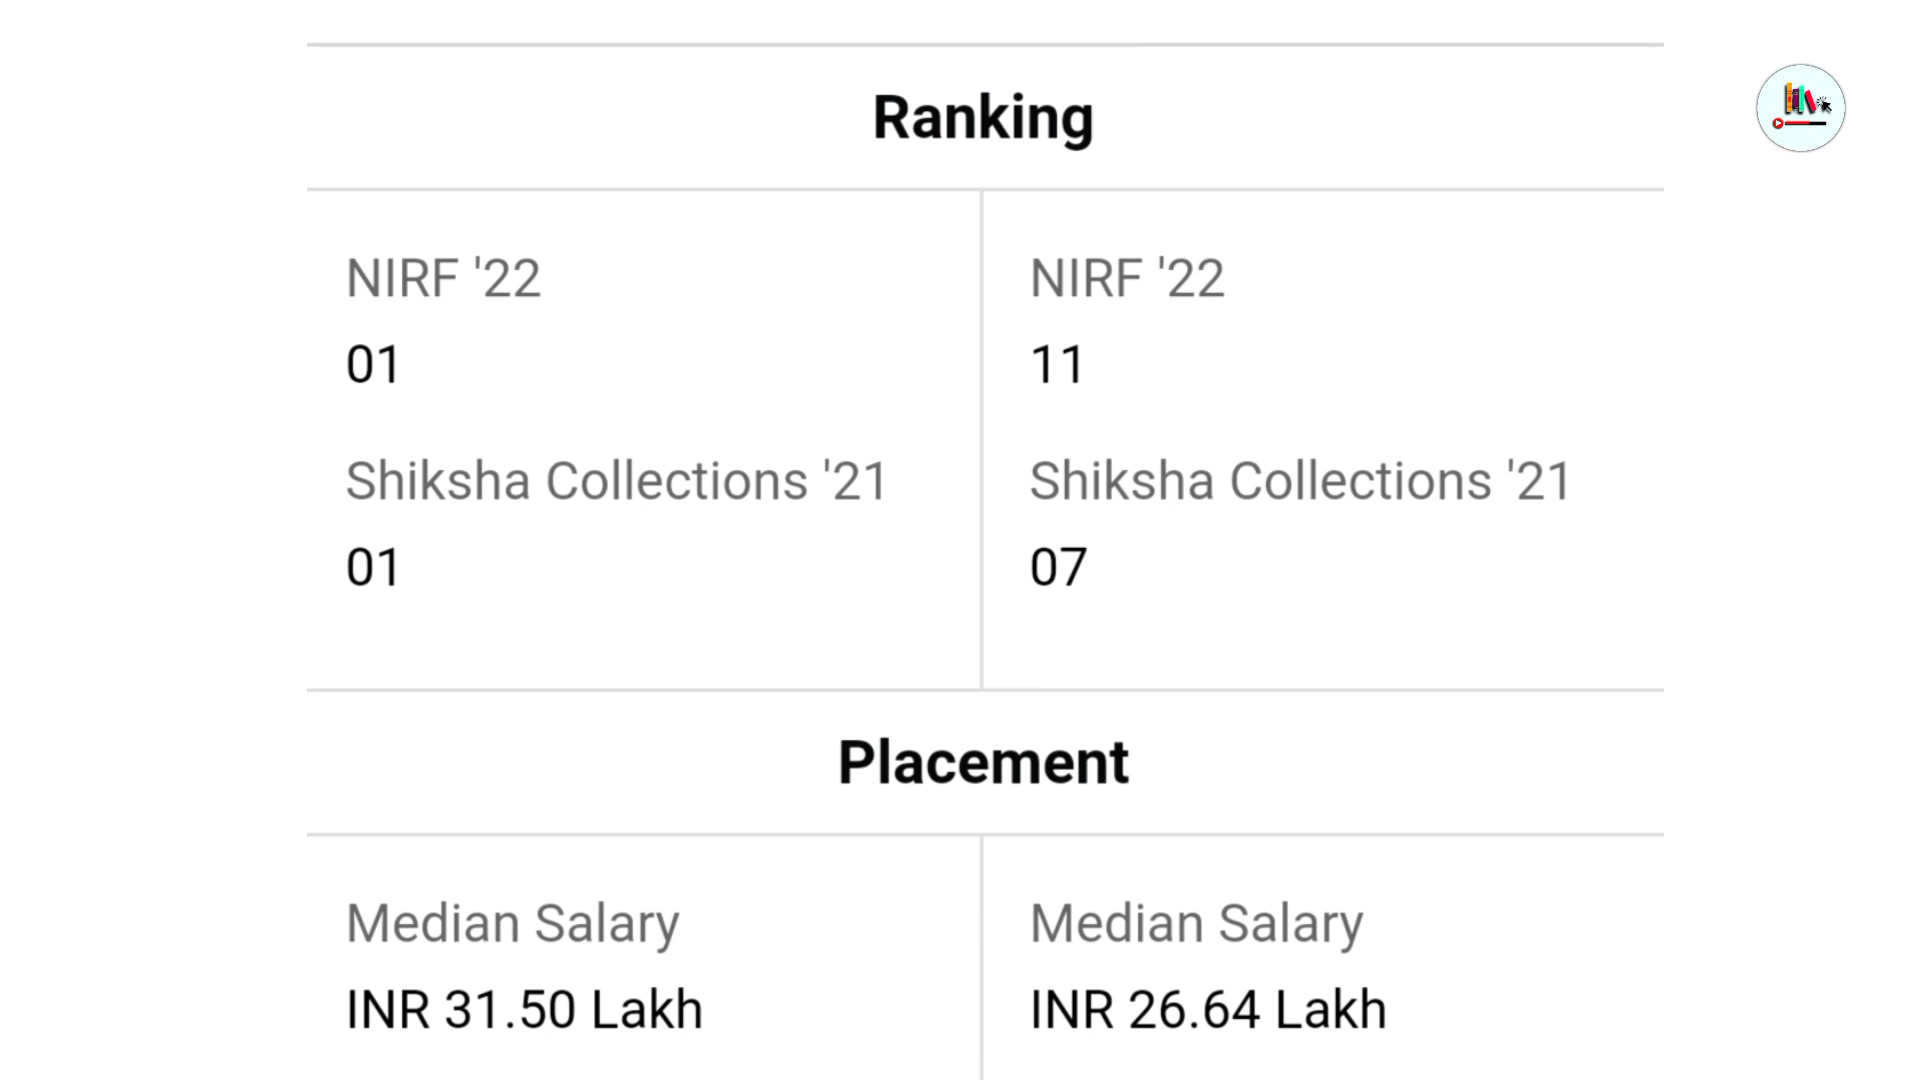 Ranking
NIRF '22
NIRF '22
01
11
Shiksha Collections '21
Shiksha Collections '21
01
07
Placement
Median Salary
Median Salary
INR 31.50 Lakh
INR 26.64 Lakh